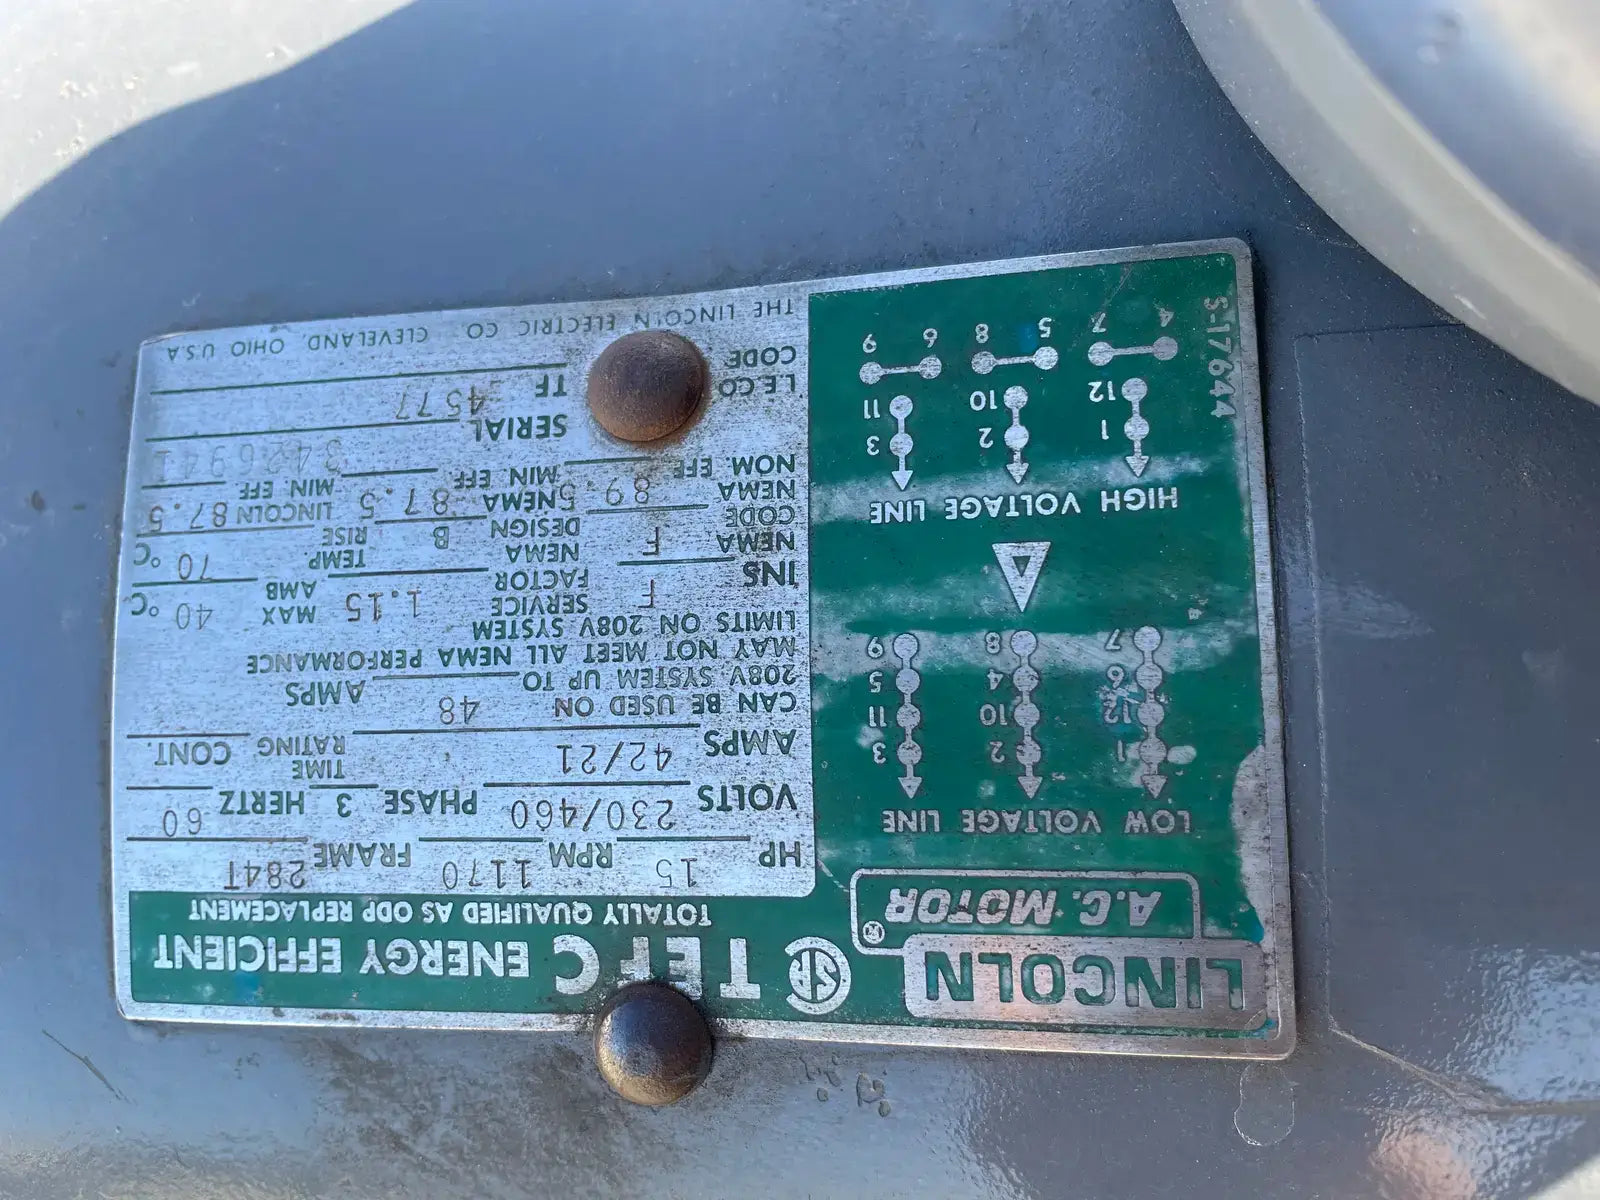 LINCOLN
A.C. MOTOR
TEFC ENERGY EFFICIENT
TOTALLY QUALIFIED AS ODP REPLACEMENT
LOW VOLTAGE LINE
1 2 3
12 10 11
6 4 5
7 8 9
HIGH VOLTAGE LINE
1 2 3
12 10 11
4 7 5 8 6 9
S-17644
HP 15 RPM 1170 FRAME 284T
VOLTS 230/460 PHASE 3 HERTZ 60
AMPS 42/21 TIME RATING CONT.
CAN BE USED ON
208V SYSTEM UP TO 48 AMPS
MAY NOT MEET ALL NEMA PERFORMANCE
LIMITS ON 208V SYSTEM
INS F SERVICE FACTOR 1.15 MAX AMB 40 °C
NEMA CODE F NEMA DESIGN B TEMP. RISE 70 °C
NEMA NOM. EFF 89.5 NEMA MIN. EFF 87.5 LINCOLN MIN. EFF 87.5
SERIAL 3426941
L.E.CO CODE TF 4577
THE LINCOLN ELECTRIC CO. CLEVELAND, OHIO U.S.A